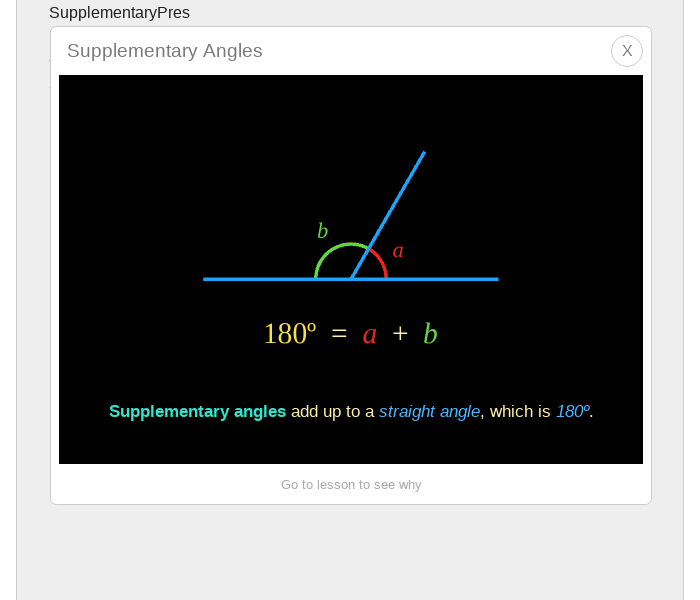 SupplementaryPres
Supplementary Angles
X
b
a
180º = a + b
Supplementary angles add up to a straight angle, which is 180º.
Go to lesson to see why